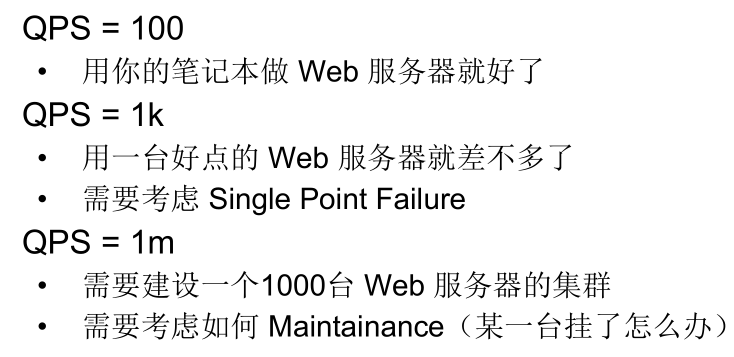 QPS = 100
• 用你的笔记本做 Web 服务器就好了
QPS = 1k
• 用一台好点的 Web 服务器就差不多了
• 需要考虑 Single Point Failure
QPS = 1m
• 需要建设一个1000台 Web 服务器的集群
• 需要考虑如何 Maintainance（某一台挂了怎么办）